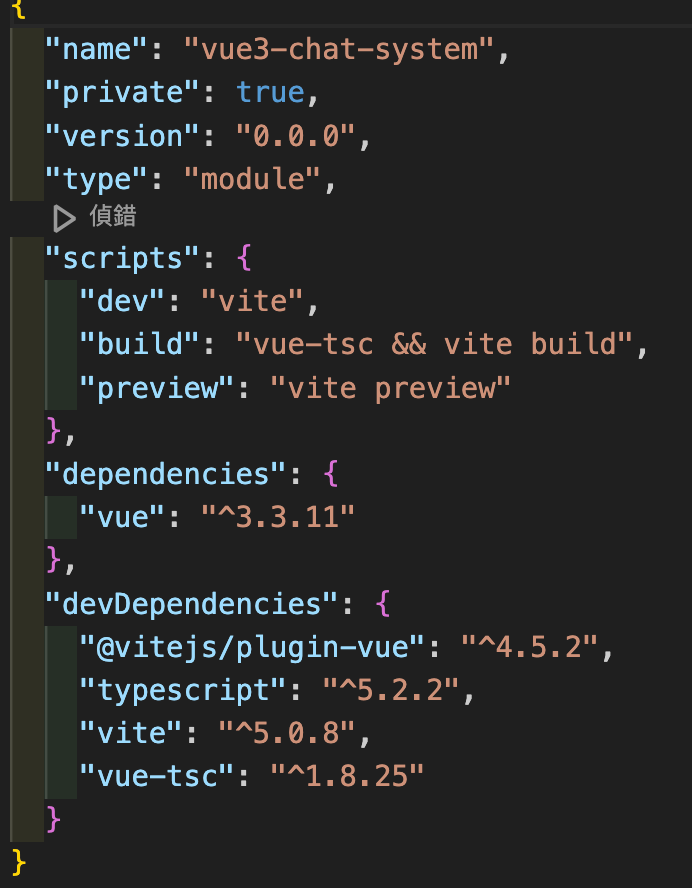 {
"name": "vue3-chat-system",
"private": true,
"version": "0.0.0",
"type": "module",
偵錯
"scripts": {
"dev": "vite",
"build": "vue-tsc && vite build",
"preview": "vite preview"
},
"dependencies": {
"vue": "^3.3.11"
},
"devDependencies": {
"@vitejs/plugin-vue": "^4.5.2",
"typescript": "^5.2.2",
"vite": "^5.0.8",
"vue-tsc": "^1.8.25"
}
}